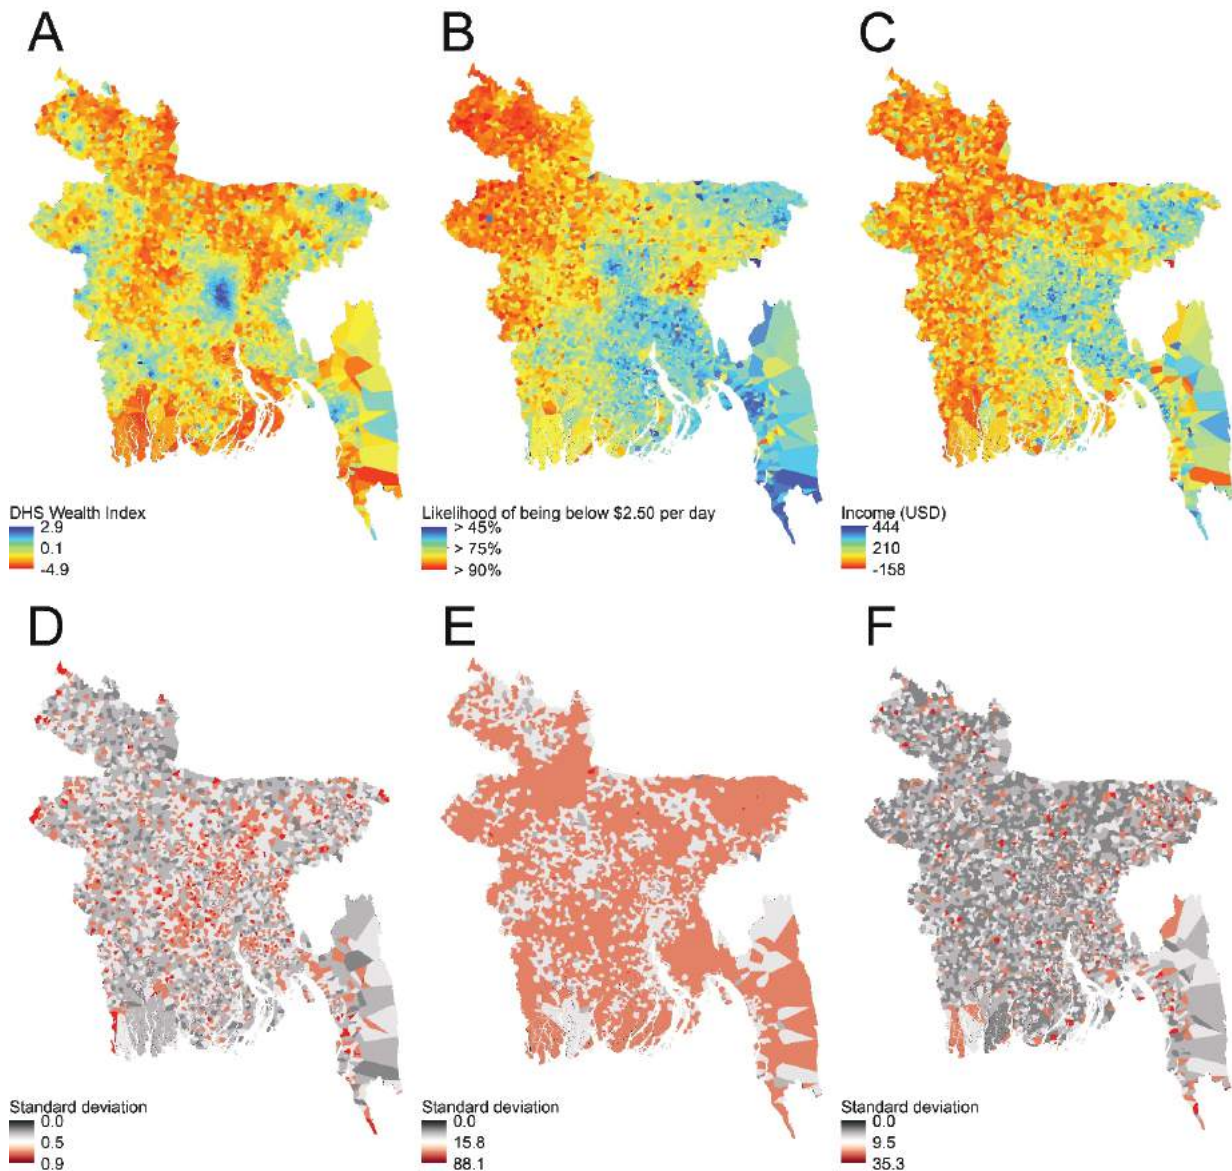 A B C
DHS Wealth Index
2.9
0.1
-4.9
Likelihood of being below $2.50 per day
> 45%
> 75%
> 90%
Income (USD)
444
210
-158
D E F
Standard deviation
0.0
0.5
0.9
Standard deviation
0.0
15.8
88.1
Standard deviation
0.0
9.5
35.3